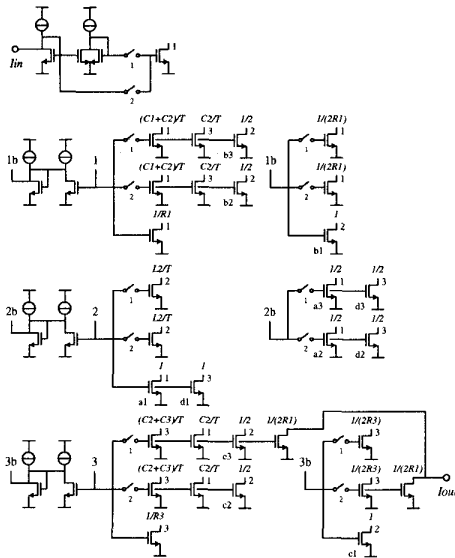 1
1
Iin
2
(C1+C2)/T C2/T 1/2 1/(2R1)
1 3 2 1
1b 1 1 b3 1b 1/(2R1)
(C1+C2)/T C2/T 1/2
1 3 2 1
2 b2 2
1/R1 1
1 2
b1
L2/T 1/2 1/2
2 1 3
1 1
2b 2 L2/T 2b a3 d3
1/2 1/2
2 1 3
2 2
1 1 a2 d2
1 3
a1 d1
(C2+C3)/T C2/T 1/2 1/(2R1) 1/(2R3)
3 1 2 3
1 c3 1
3b 3 (C2+C3)/T C2/T 1/2 3b 1/(2R3) 1/(2R1)
3 1 2 3 Iout
2 c2 2
1/R3 1
3 2
c1